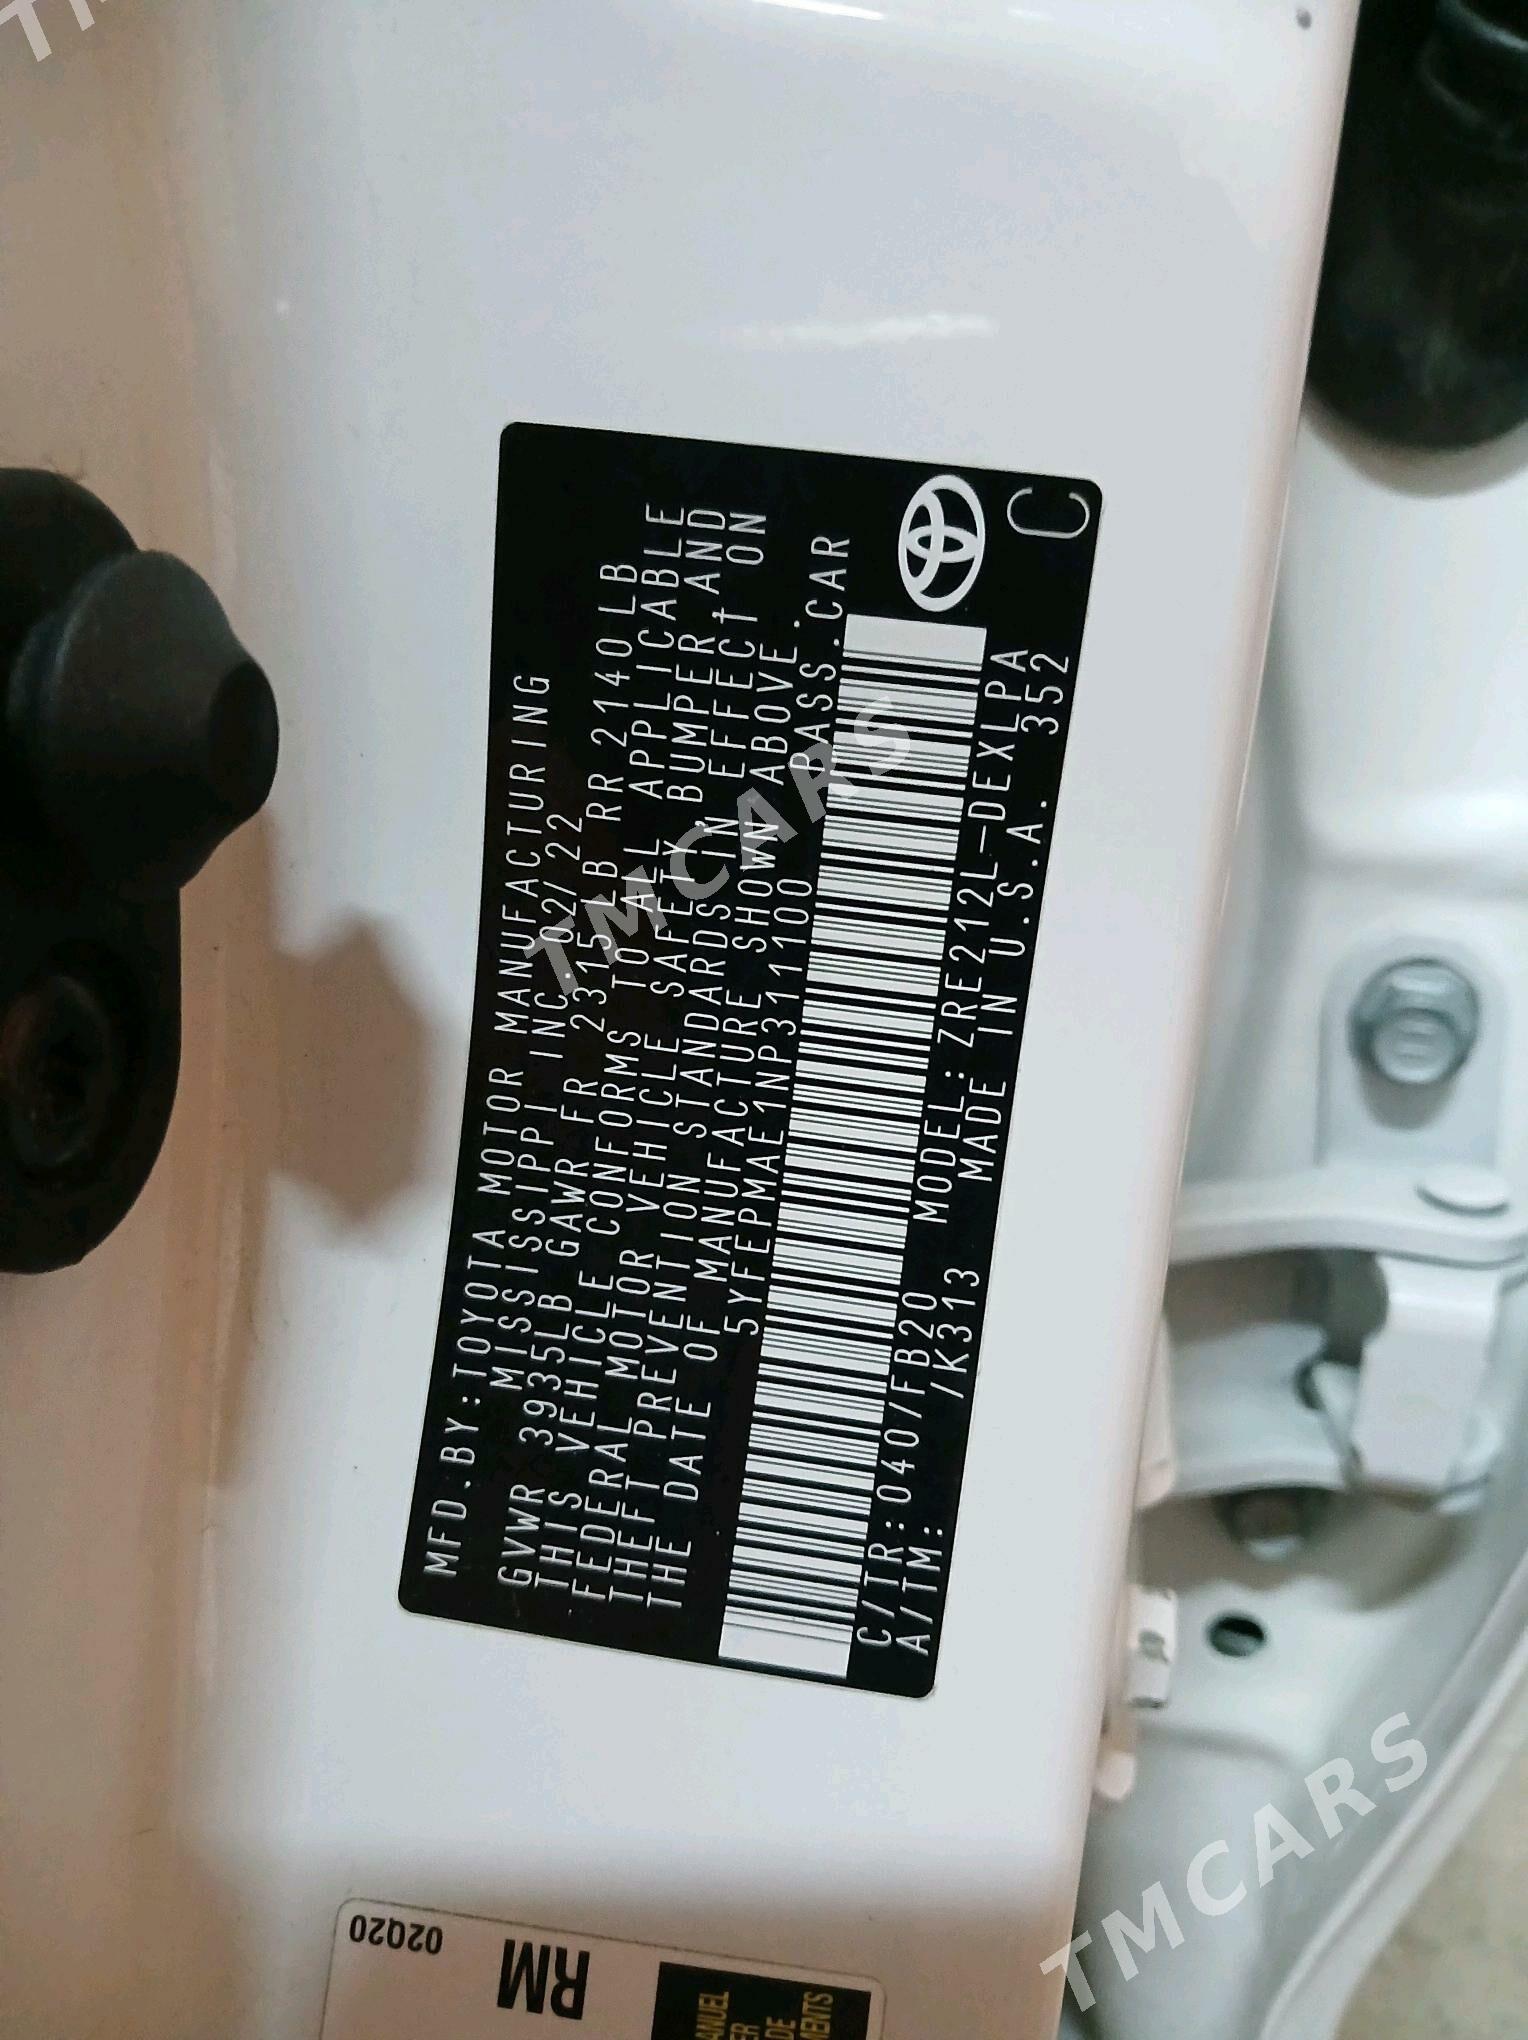 MFD.BY:TOYOTA MOTOR MANUFACTURING
MISSISSIPPI INC. 02/22
GVWR 3935LB GAWR FR 2315LB RR 2140LB
THIS VEHICLE CONFORMS TO ALL APPLICABLE
FEDERAL MOTOR VEHICLE SAFETY, BUMPER, AND
THEFT PREVENTION STANDARDS IN EFFECT ON
THE DATE OF MANUFACTURE SHOWN ABOVE.
5YFEPMAE1NP311100 PASS.CAR
C/TR:040/FB20 MODEL:ZRE212L-DEXLPA
A/TM: /K313 MADE IN U.S.A. 352
C
02Q20
RM
TMCARS
TMCARS